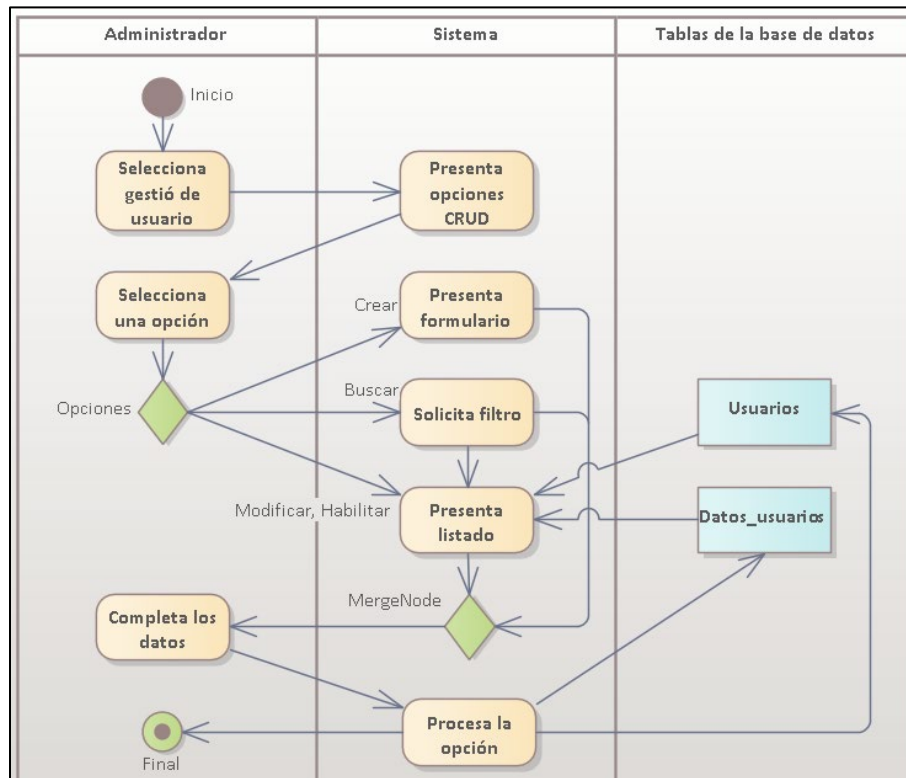 Administrador
Sistema
Tablas de la base de datos
Inicio
Selecciona
gestió de
usuario
Presenta
opciones
CRUD
Selecciona
una opción
Crear
Presenta
formulario
Opciones
Buscar
Solicita filtro
Usuarios
Modificar, Habilitar
Presenta
listado
Datos_usuarios
MergeNode
Completa los
datos
Procesa la
opción
Final